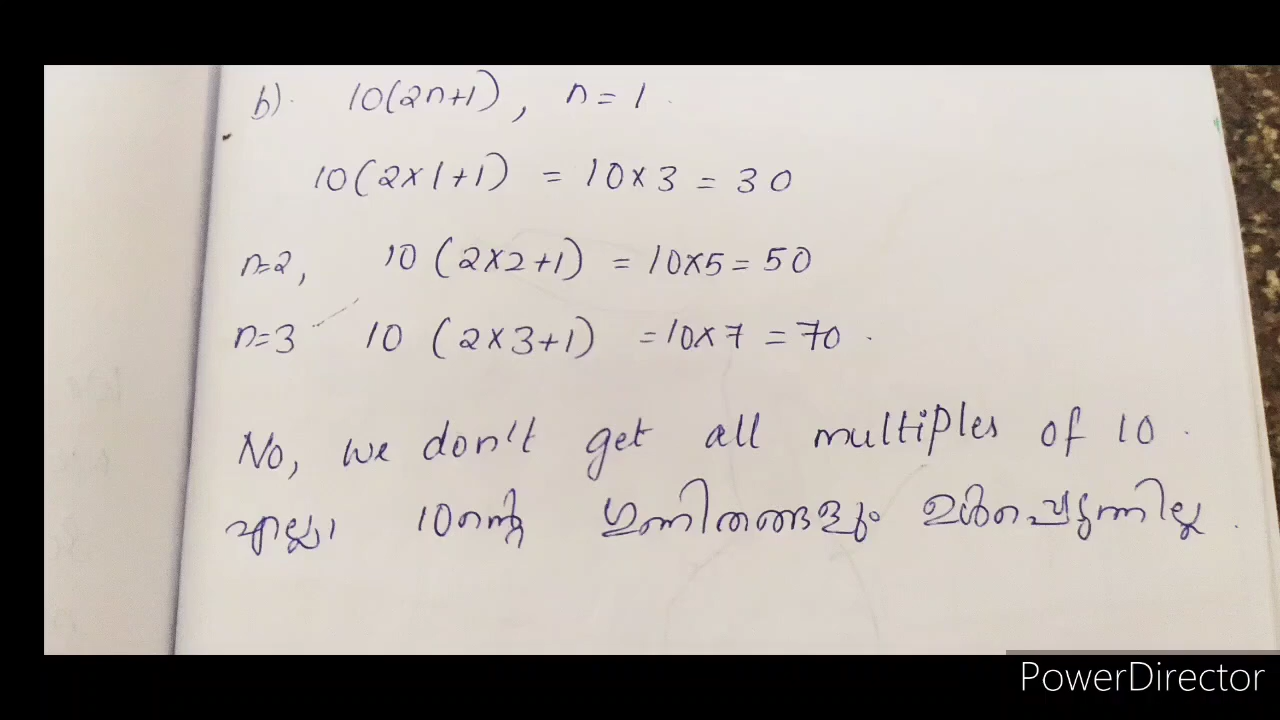 b). 10(2n+1), n = 1.
10(2×1+1) = 10×3 = 30
n=2, 10 (2×2+1) = 10×5 = 50
n=3 10 (2×3+1) = 10×7 = 70.
No, we don't get all multiples of 10.
എല്ലാ 10ന്റെ ഗുണിതങ്ങളും ഉൾപ്പെടുന്നില്ല.
PowerDirector